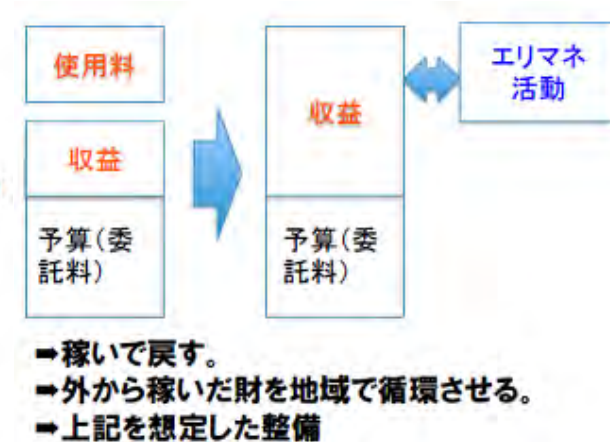 使用料
収益
予算(委
託料)
収益
予算(委
託料)
エリマネ
活動
➡稼いで戻す。
➡外から稼いだ財を地域で循環させる。
➡上記を想定した整備